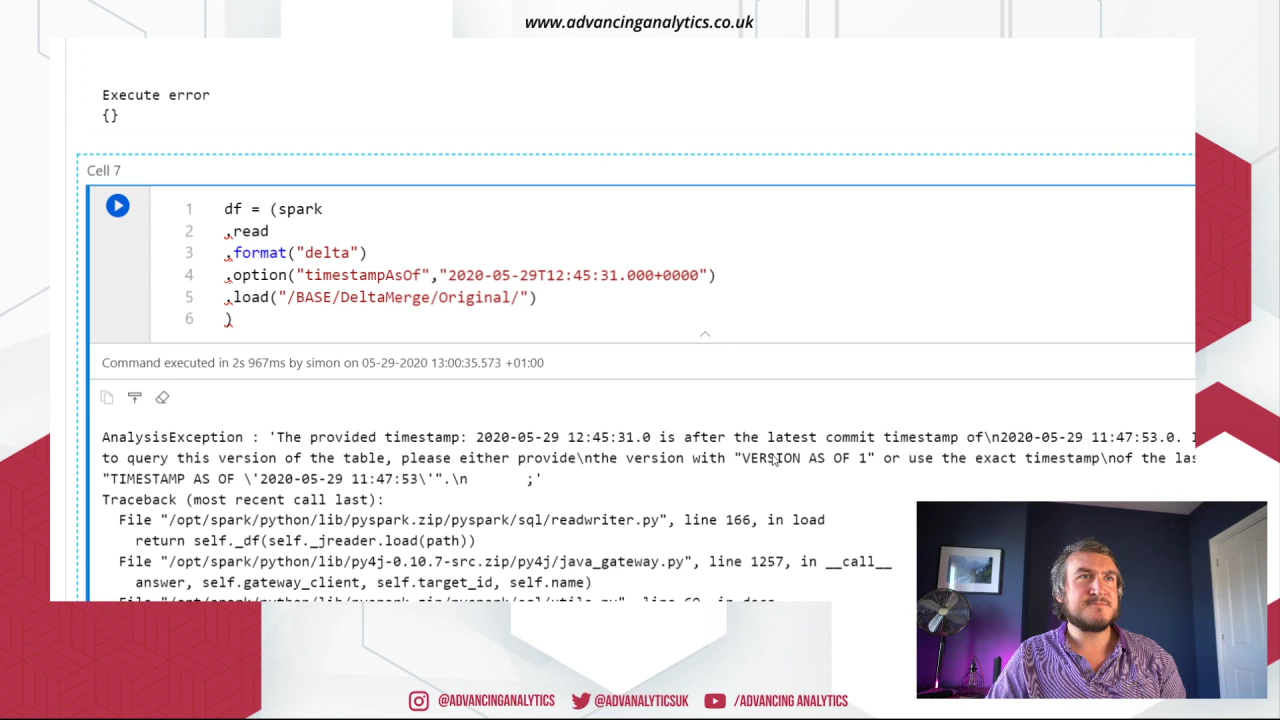 www.advancinganalytics.co.uk
Execute error
{}
Cell 7
1 df = (spark
2 .read
3 .format("delta")
4 .option("timestampAsOf","2020-05-29T12:45:31.000+0000")
5 .load("/BASE/DeltaMerge/Original/")
6 )
Command executed in 2s 967ms by simon on 05-29-2020 13:00:35.573 +01:00
AnalysisException : 'The provided timestamp: 2020-05-29 12:45:31.0 is after the latest commit timestamp of\n2020-05-29 11:47:53.0.
to query this version of the table, please either provide\nthe version with "VERSION AS OF 1" or use the exact timestamp\nof the las
"TIMESTAMP AS OF \'2020-05-29 11:47:53\'".\n ;'
Traceback (most recent call last):
File "/opt/spark/python/lib/pyspark.zip/pyspark/sql/readwriter.py", line 166, in load
return self._df(self._jreader.load(path))
File "/opt/spark/python/lib/py4j-0.10.7-src.zip/py4j/java_gateway.py", line 1257, in __call__
answer, self.gateway_client, self.target_id, self.name)
@ADVANCINGANALYTICS @ADVANALYTICSUK /ADVANCING ANALYTICS